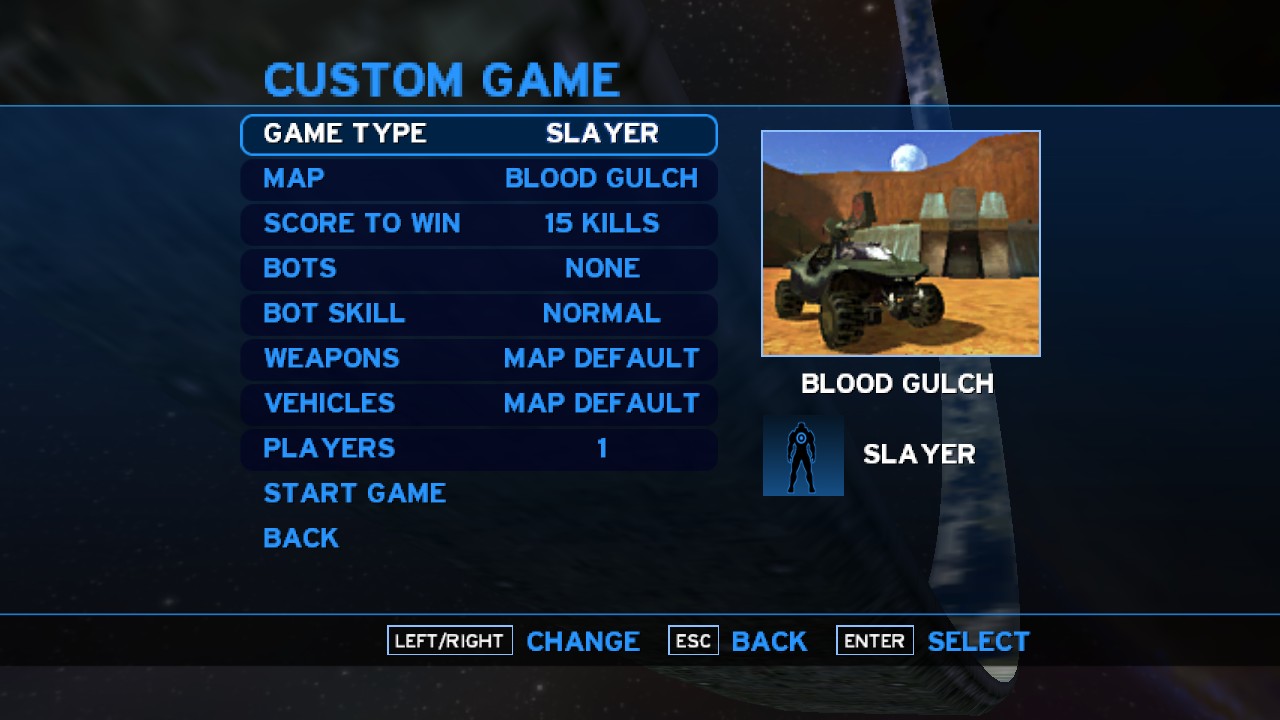 CUSTOM GAME
GAME TYPE SLAYER
MAP BLOOD GULCH
SCORE TO WIN 15 KILLS
BOTS NONE
BOT SKILL NORMAL
WEAPONS MAP DEFAULT
VEHICLES MAP DEFAULT
PLAYERS 1
START GAME
BACK
BLOOD GULCH
SLAYER
LEFT/RIGHT CHANGE ESC BACK ENTER SELECT